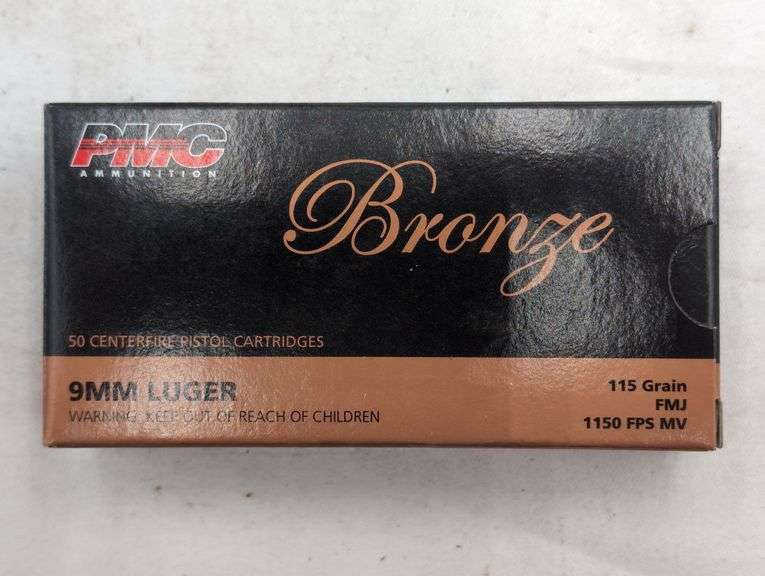 PMC
AMMUNITION
Bronze
50 CENTERFIRE PISTOL CARTRIDGES
9MM LUGER
WARNING: KEEP OUT OF REACH OF CHILDREN
115 Grain
FMJ
1150 FPS MV